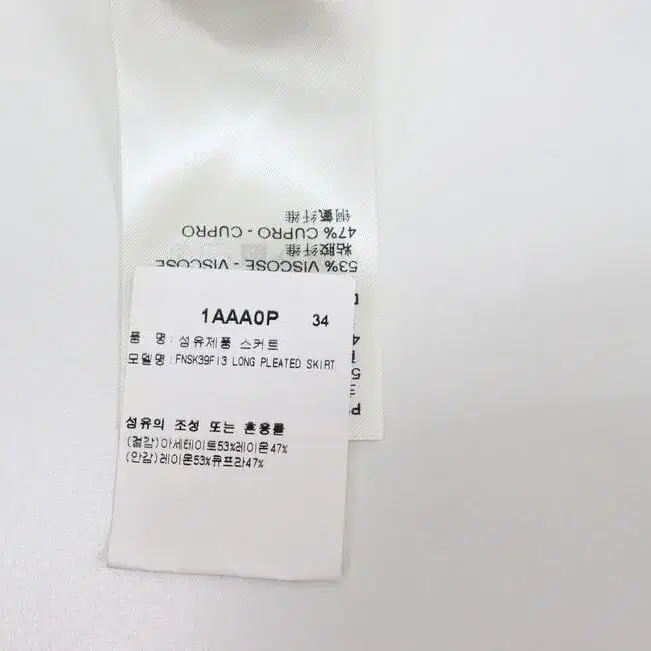 铜氨纤维
47% CUPRO - CUPRO
粘胶纤维
53% VISCOSE - VISCOSE
1AAA0P 34
품 명 : 섬유제품 스커트
모델명 : FNSK39F13 LONG PLEATED SKIRT
섬유의 조성 또는 혼용률
(겉감)아세테이트53%레이온47%
(안감)레이온53%큐프라47%